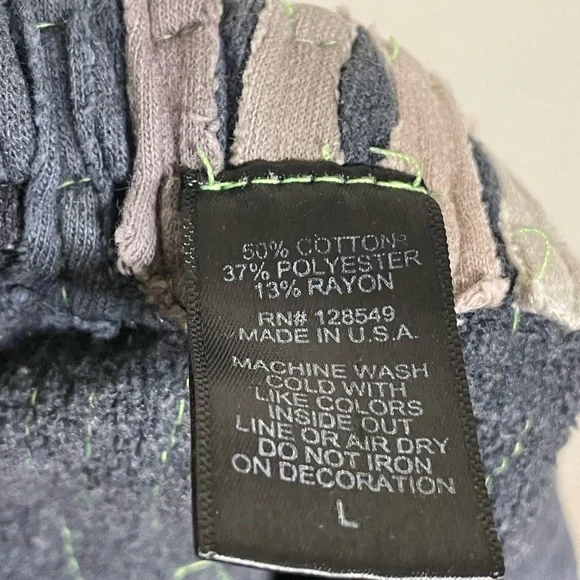 50% COTTON
37% POLYESTER
13% RAYON
RN# 128549
MADE IN U.S.A.
MACHINE WASH
COLD WITH
LIKE COLORS
INSIDE OUT
LINE OR AIR DRY
DO NOT IRON
ON DECORATION
L